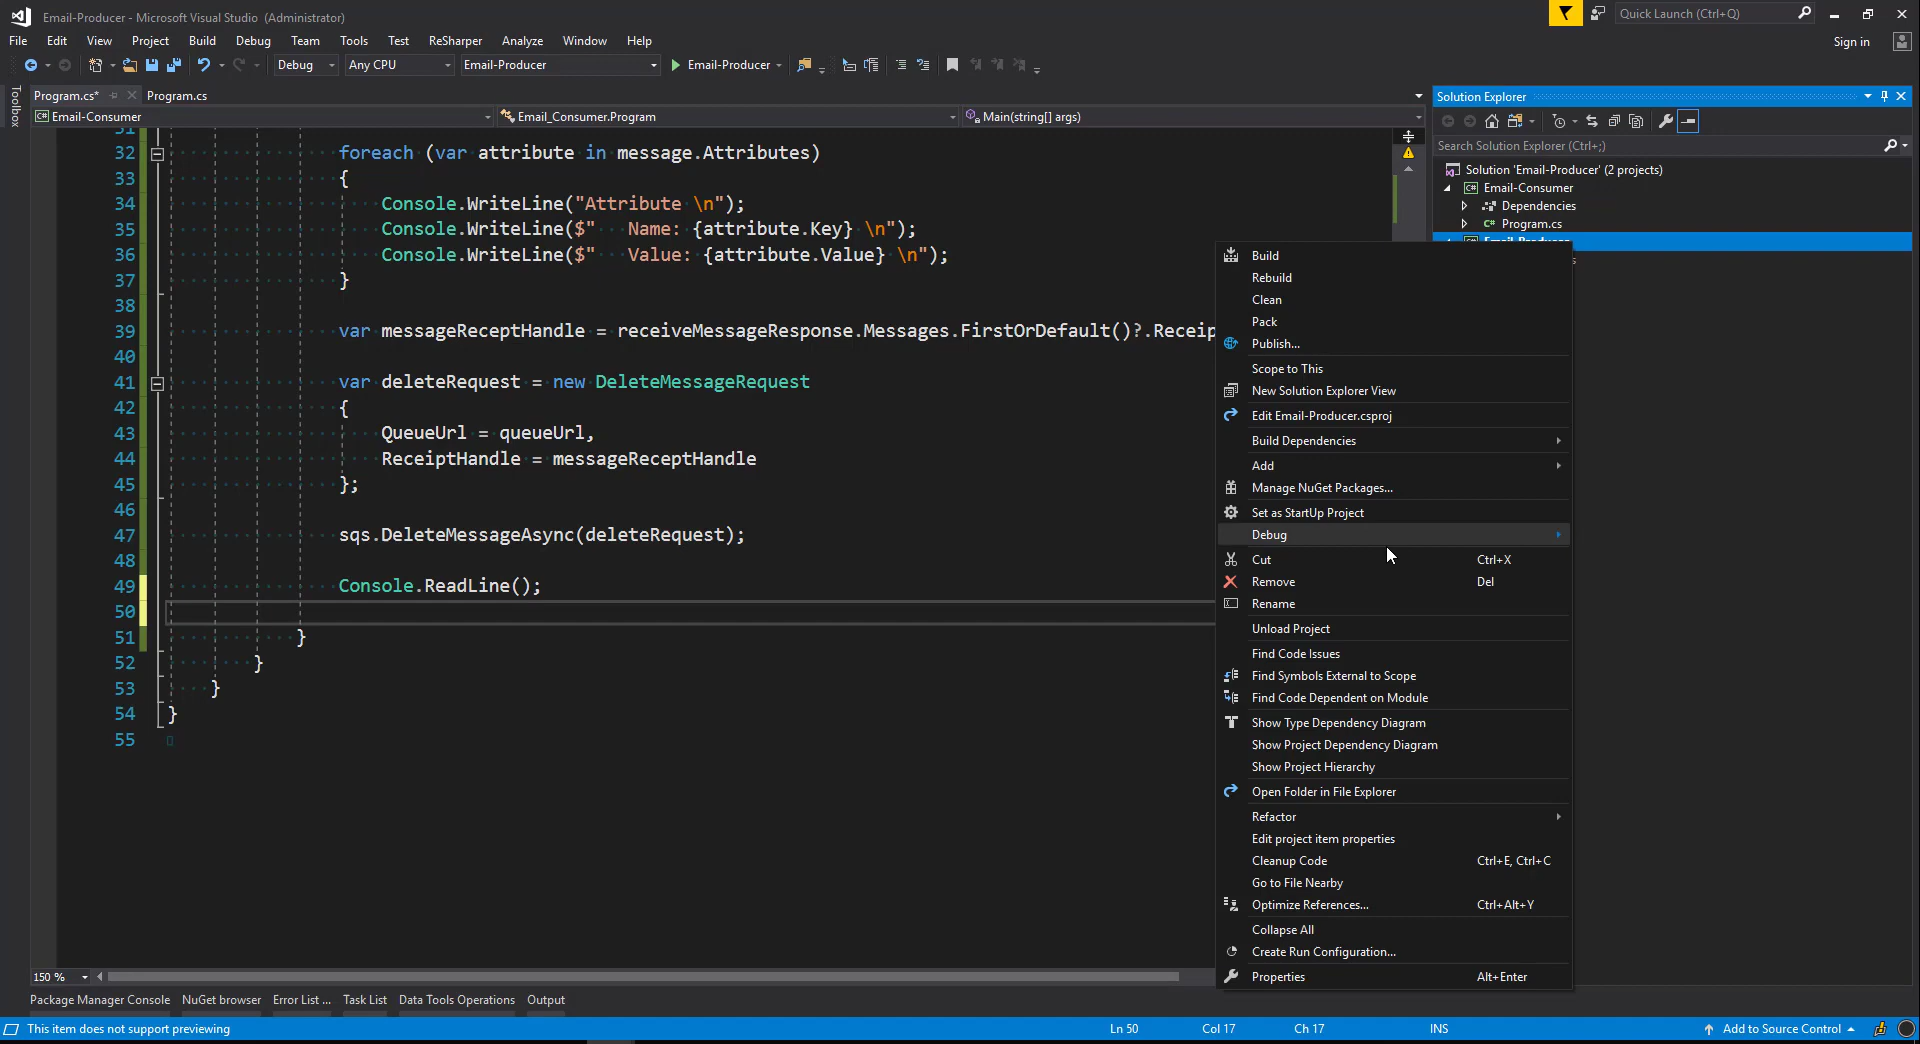 Email-Producer - Microsoft Visual Studio (Administrator)
Quick Launch (Ctrl+Q)
File Edit View Project Build Debug Team Tools Test ReSharper Analyze Window Help
Sign in
Debug Any CPU Email-Producer Email-Producer
Toolbox
Program.cs* Program.cs
Email-Consumer Email_Consumer.Program Main(string[] args)
Solution Explorer
Search Solution Explorer (Ctrl+;)
Solution 'Email-Producer' (2 projects)
Email-Consumer
Dependencies
Program.cs
Email-Producer
31
32 foreach (var attribute in message.Attributes)
33 {
34 Console.WriteLine("Attribute \n");
35 Console.WriteLine($"   Name: {attribute.Key} \n");
36 Console.WriteLine($"   Value: {attribute.Value} \n");
37 }
38
39 var messageReceptHandle = receiveMessageResponse.Messages.FirstOrDefault()?.Receip
40
41 var deleteRequest = new DeleteMessageRequest
42 {
43 QueueUrl = queueUrl,
44 ReceiptHandle = messageReceptHandle
45 };
46
47 sqs.DeleteMessageAsync(deleteRequest);
48
49 Console.ReadLine();
50
51 }
52 }
53 }
54 }
55
Build
Rebuild
Clean
Pack
Publish...
Scope to This
New Solution Explorer View
Edit Email-Producer.csproj
Build Dependencies
Add
Manage NuGet Packages...
Set as StartUp Project
Debug
Cut Ctrl+X
Remove Del
Rename
Unload Project
Find Code Issues
Find Symbols External to Scope
Find Code Dependent on Module
Show Type Dependency Diagram
Show Project Dependency Diagram
Show Project Hierarchy
Open Folder in File Explorer
Refactor
Edit project item properties
Cleanup Code Ctrl+E, Ctrl+C
Go to File Nearby
Optimize References... Ctrl+Alt+Y
Collapse All
Create Run Configuration...
Properties Alt+Enter
150 %
Package Manager Console NuGet browser Error List ... Task List Data Tools Operations Output
This item does not support previewing Ln 50 Col 17 Ch 17 INS Add to Source Control